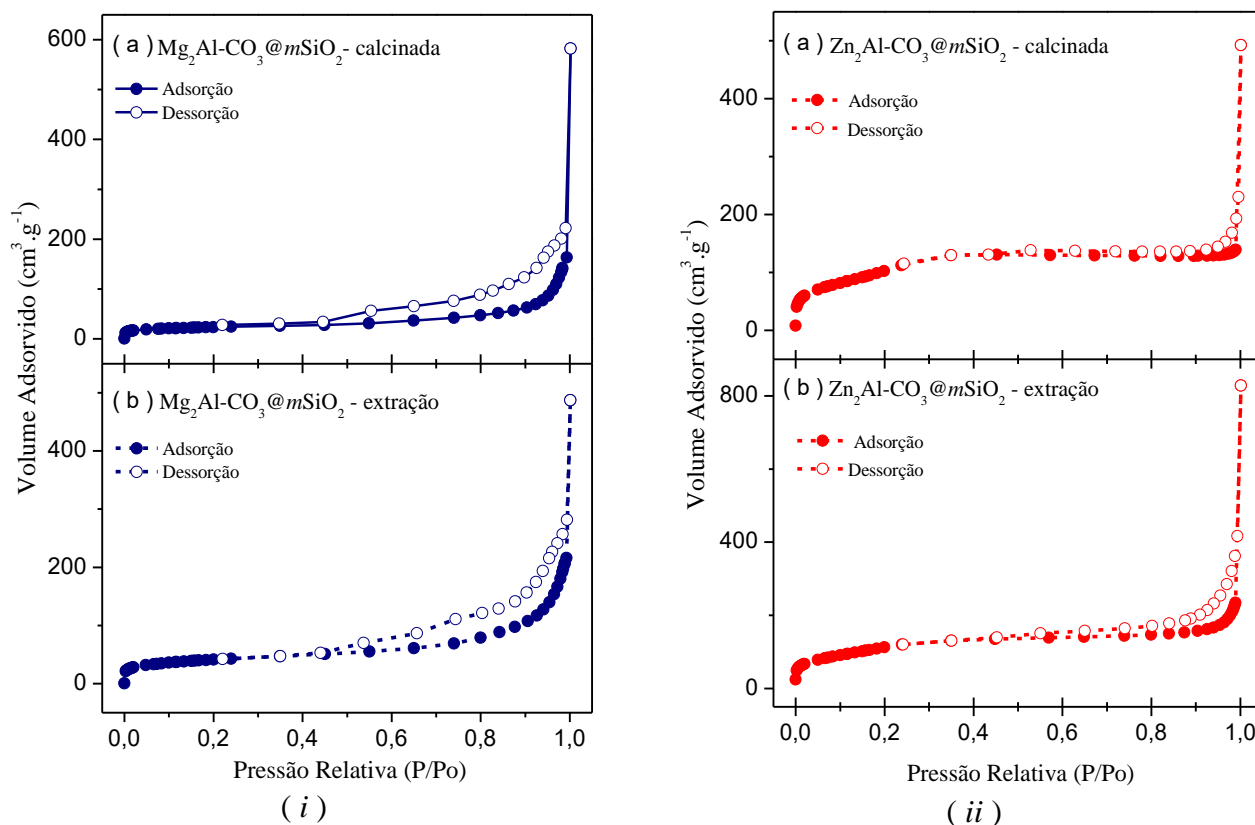 ( a ) Mg2Al-CO3@mSiO2- calcinada
Adsorção
Dessorção
600
400
200
0
( b ) Mg2Al-CO3@mSiO2 - extração
Adsorção
Dessorção
400
200
0
Volume Adsorvido (cm3.g-1)
0,0 0,2 0,4 0,6 0,8 1,0
Pressão Relativa (P/Po)
( i )
( a ) Zn2Al-CO3@mSiO2 - calcinada
Adsorção
Dessorção
400
200
0
( b ) Zn2Al-CO3@mSiO2 - extração
Adsorção
Dessorção
800
400
0
Volume Adsorvido (cm3.g-1)
0,0 0,2 0,4 0,6 0,8 1,0
Pressão Relativa (P/Po)
( ii )